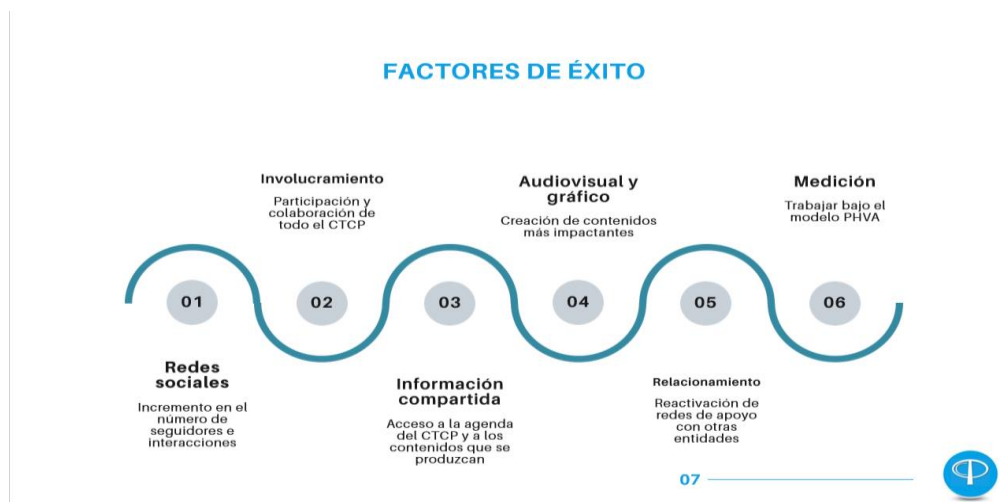 FACTORES DE ÉXITO
01
Redes
sociales
Incremento en el
número de
seguidores e
interacciones
Involucramiento
Participación y
colaboración de
todo el CTCP
02
03
Información
compartida
Acceso a la agenda
del CTCP y a los
contenidos que se
produzcan
Audiovisual y
gráfico
Creación de contenidos
más impactantes
04
05
Relacionamiento
Reactivación de
redes de apoyo
con otras
entidades
Medición
Trabajar bajo el
modelo PHVA
06
07